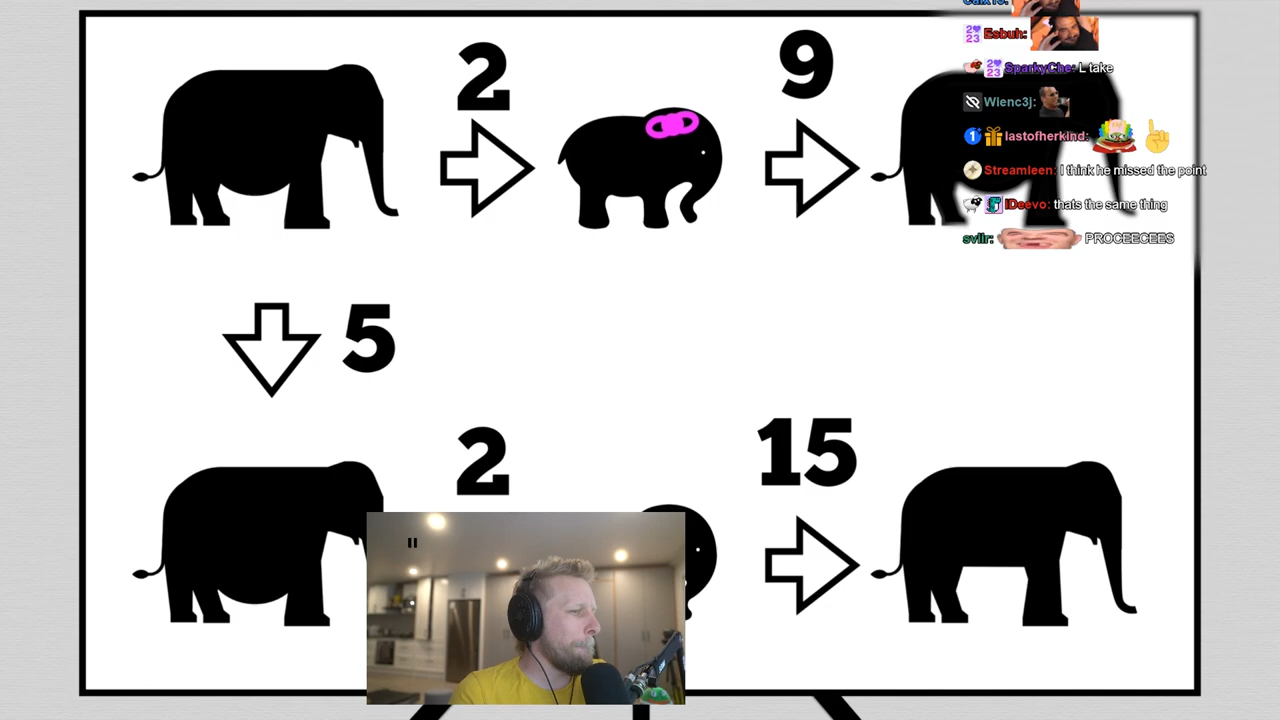 2
9
5
2
15
Esbuh:
SparkyChe: L take
Wienc3j:
lastofherkind:
Streamleen: I think he missed the point
IDeevo: thats the same thing
svilr: PROCEECEES